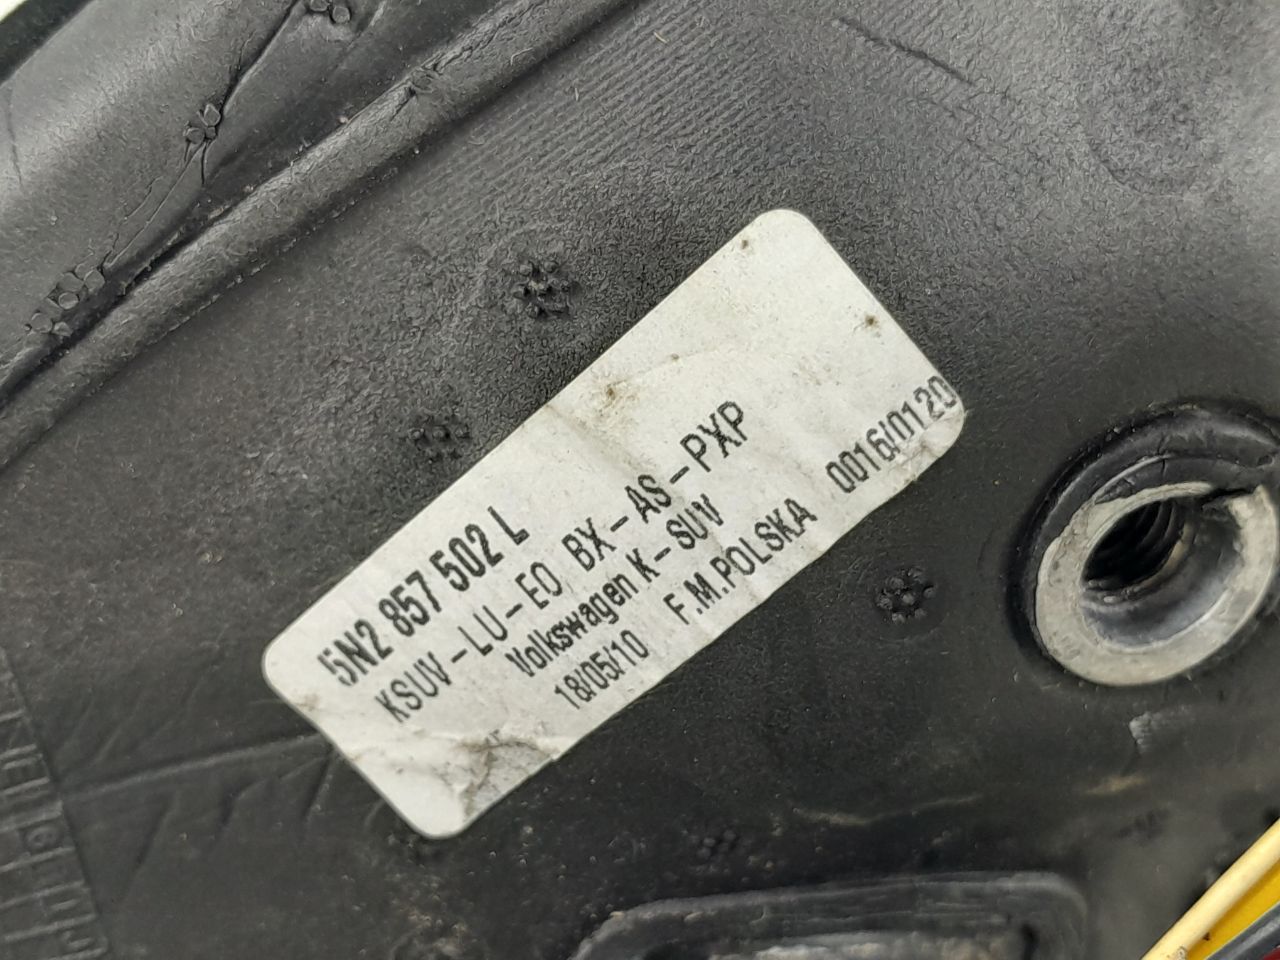 5N2 857 502 L
KSUV-LU-EO BX-AS-PXP
Volkswagen K-SUV
18/05/10 F.M.POLSKA 0016/0120